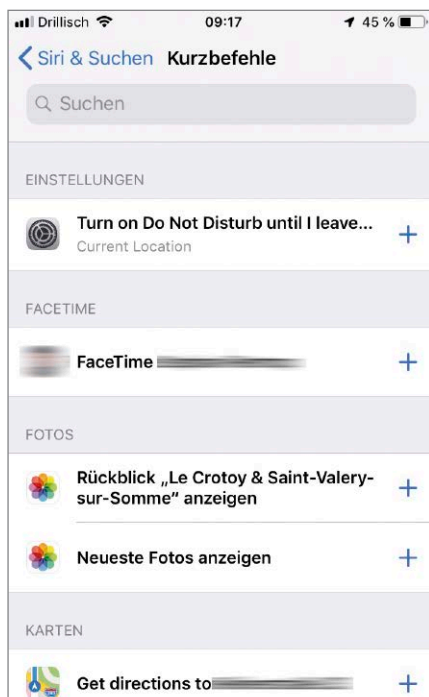 Drillisch 09:17 45 %
Siri & Suchen Kurzbefehle
Suchen
EINSTELLUNGEN
Turn on Do Not Disturb until I leave...
Current Location
FACETIME
FaceTime
FOTOS
Rückblick „Le Crotoy & Saint-Valery-
sur-Somme“ anzeigen
Neueste Fotos anzeigen
KARTEN
Get directions to